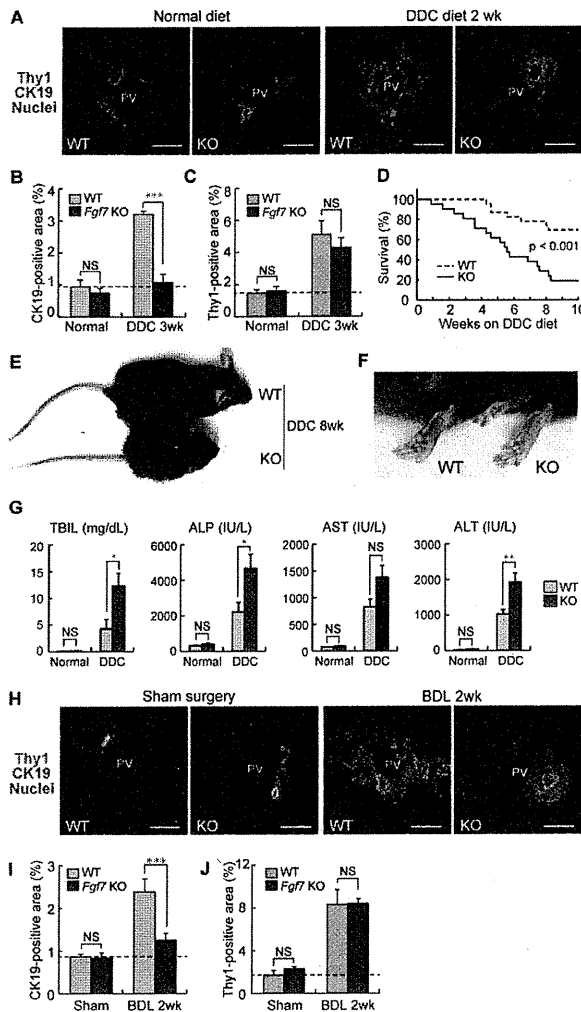 A
Normal diet
DDC diet 2 wk
Thy1
CK19
Nuclei
PV
WT
PV
KO
PV
WT
PV
KO
B
CK19-positive area (%)
4
3
2
1
0
WT
Fgf7 KO
NS
***
Normal
DDC 3wk
C
Thy1-positive area (%)
8
6
4
2
0
WT
Fgf7 KO
NS
NS
Normal
DDC 3wk
D
Survival (%)
100
80
60
40
20
0
p < 0.001
WT
KO
0
2
4
6
8
10
Weeks on DDC diet
E
WT
KO
DDC 8wk
F
WT
KO
G
TBIL (mg/dL)
20
15
10
5
0
NS
*
Normal
DDC
ALP (IU/L)
6000
4000
2000
0
NS
*
Normal
DDC
AST (IU/L)
2000
1500
1000
500
0
NS
NS
Normal
DDC
ALT (IU/L)
3000
2000
1000
0
NS
**
Normal
DDC
WT
KO
H
Sham surgery
BDL 2wk
Thy1
CK19
Nuclei
PV
WT
PV
KO
PV
WT
PV
KO
I
CK19-positive area (%)
3
2
1
0
WT
Fgf7 KO
NS
***
Sham
BDL 2wk
J
Thy1-positive area (%)
12
8
4
0
WT
Fgf7 KO
NS
NS
Sham
BDL 2wk